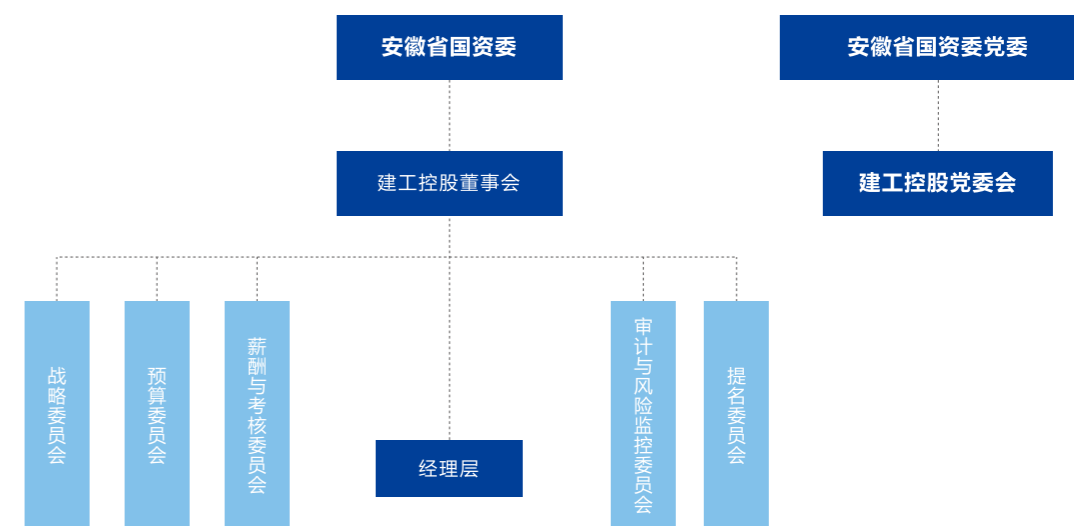 安徽省国资委
安徽省国资委党委
建工控股董事会
建工控股党委会
战略委员会
预算委员会
薪酬与考核委员会
审计与风险监控委员会
提名委员会
经理层